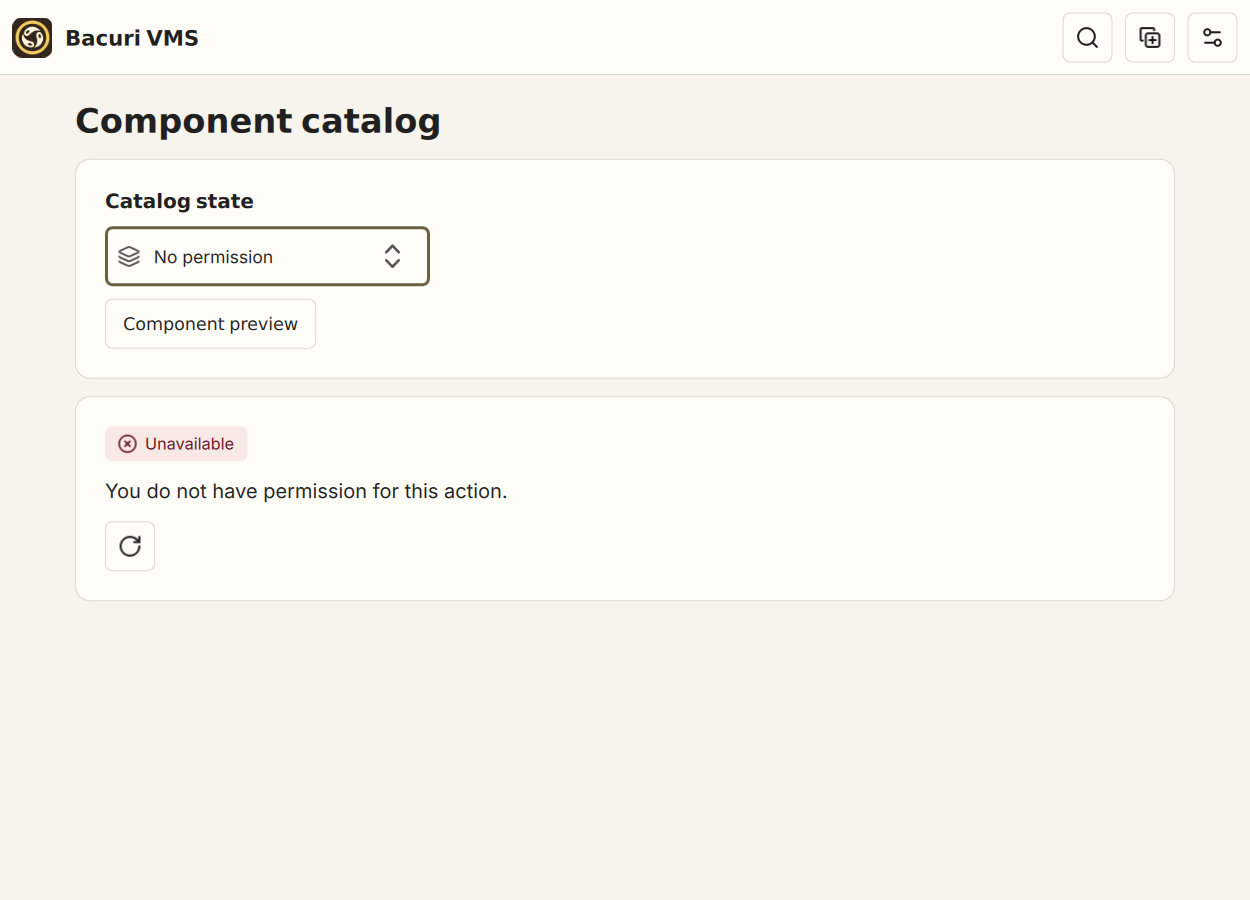 Bacuri VMS
Component catalog
Catalog state
No permission
Component preview
Unavailable
You do not have permission for this action.